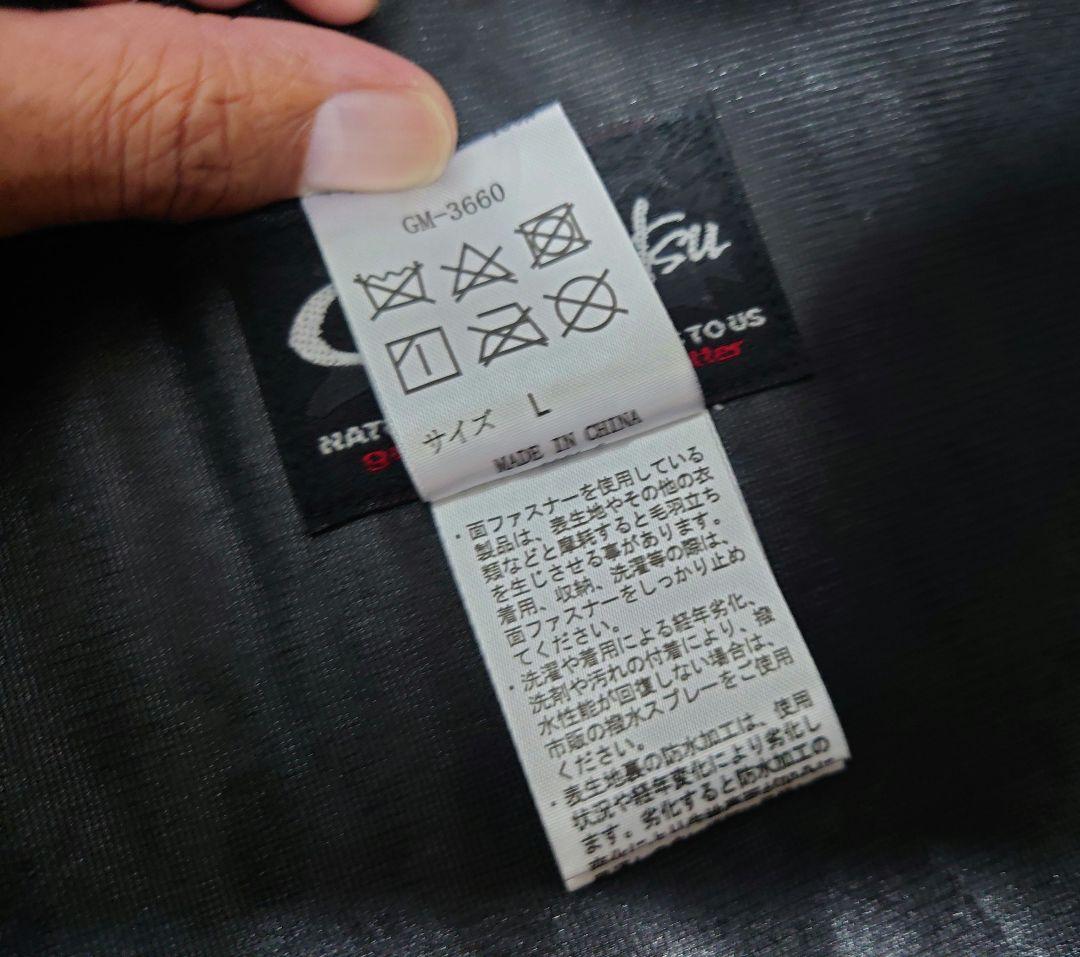 GM-3660
サイズ L
MADE IN CHINA
・面ファスナーを使用している
製品は、表生地やその他の衣
類などと摩耗すると毛羽立ち
を生じさせる事があります。
着用、収納、洗濯等の際は、
面ファスナーをしっかり止め
てください。
・洗濯や着用による経年劣化、
洗剤や汚れの付着により、撥
水性能が回復しない場合は、
市販の撥水スプレーをご使用
ください。
・表生地裏の防水加工は、使用
状況や経年変化により劣化し
ます。劣化すると防水加工の
su
TO US
tter